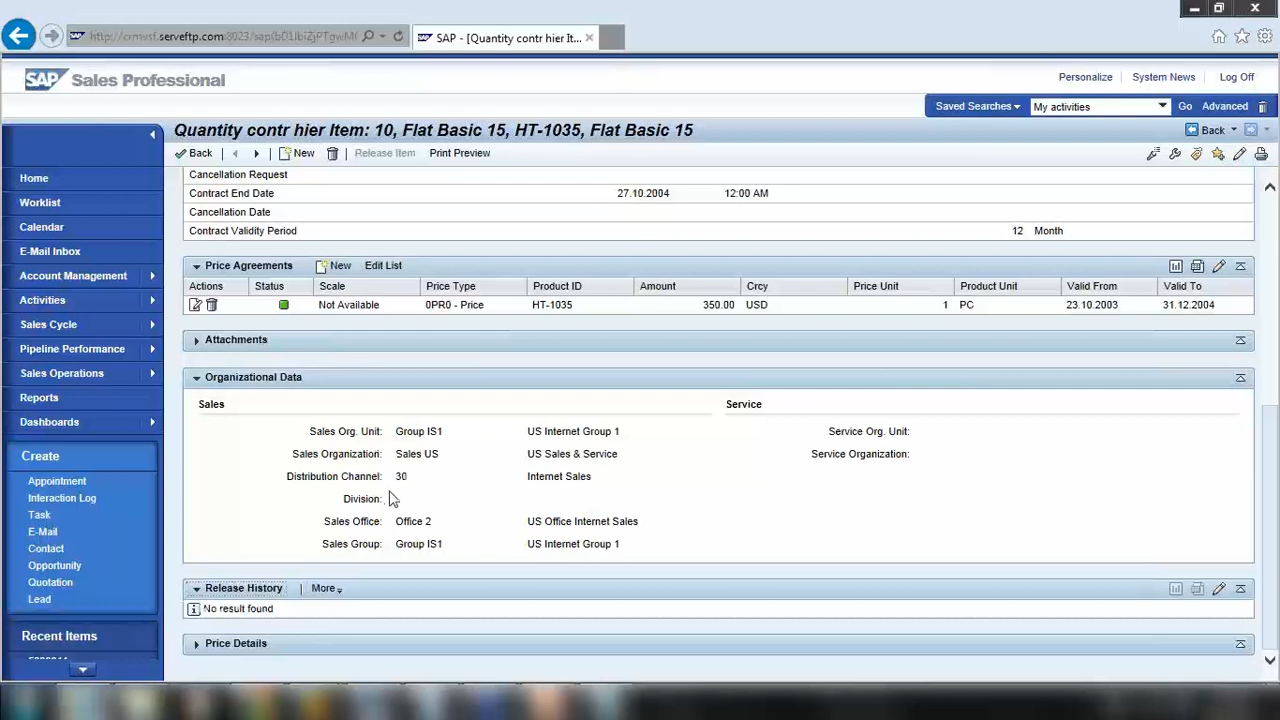 http://crmwsf.serveftp.com:8023/sap(bD1lbiZjPTgwM(
SAP - [Quantity contr hier It...
SAP Sales Professional
Personalize System News Log Off
Saved Searches My activities Go Advanced
Quantity contr hier Item: 10, Flat Basic 15, HT-1035, Flat Basic 15
Back
Back New Release Item Print Preview
Home
Worklist
Calendar
E-Mail Inbox
Account Management
Activities
Sales Cycle
Pipeline Performance
Sales Operations
Reports
Dashboards
Create
Appointment
Interaction Log
Task
E-Mail
Contact
Opportunity
Quotation
Lead
Recent Items
Cancellation Request
Contract End Date 27.10.2004 12:00 AM
Cancellation Date
Contract Validity Period 12 Month
Price Agreements New Edit List
Actions Status Scale Price Type Product ID Amount Crcy Price Unit Product Unit Valid From Valid To
Not Available 0PR0 - Price HT-1035 350.00 USD 1 PC 23.10.2003 31.12.2004
Attachments
Organizational Data
Sales Service
Sales Org. Unit: Group IS1 US Internet Group 1 Service Org. Unit:
Sales Organization: Sales US US Sales & Service Service Organization:
Distribution Channel: 30 Internet Sales
Division:
Sales Office: Office 2 US Office Internet Sales
Sales Group: Group IS1 US Internet Group 1
Release History More
No result found
Price Details